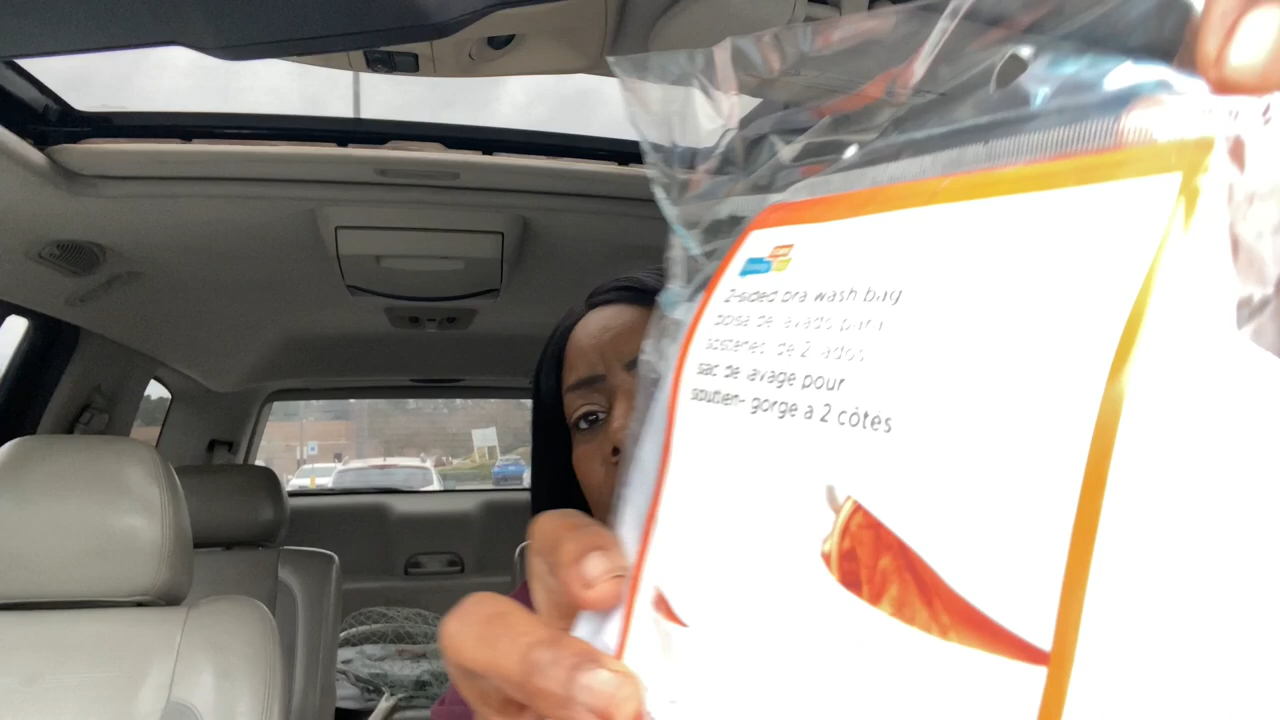 2-sided bra wash bag
bolsa de lavado para
sostenes de 2 lados
sac de lavage pour
soutien- gorge a 2 côtés